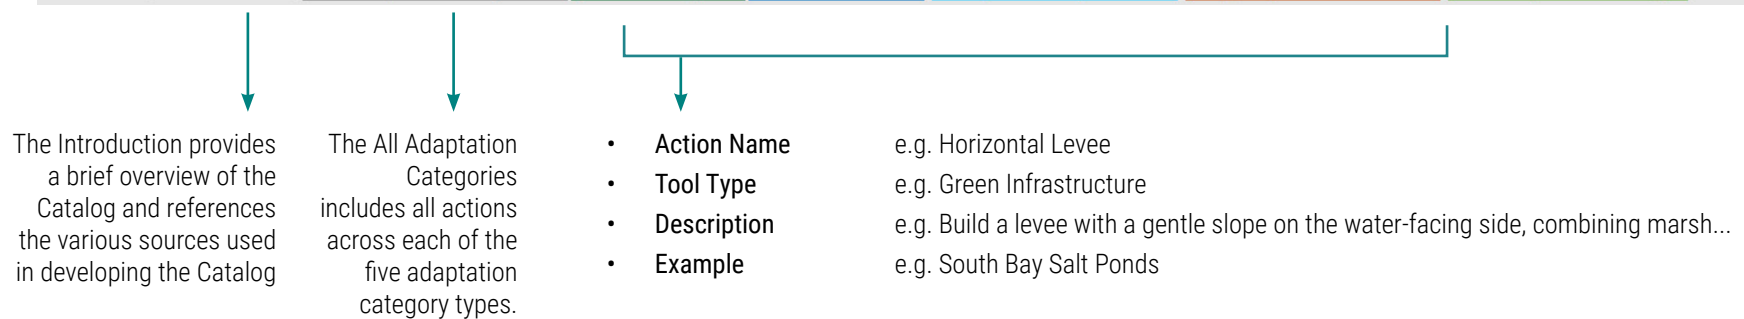 The Introduction provides
a brief overview of the
Catalog and references
the various sources used
in developing the Catalog
The All Adaptation
Categories
includes all actions
across each of the
five adaptation
category types.
• Action Name e.g. Horizontal Levee
• Tool Type e.g. Green Infrastructure
• Description e.g. Build a levee with a gentle slope on the water-facing side, combining marsh...
• Example e.g. South Bay Salt Ponds